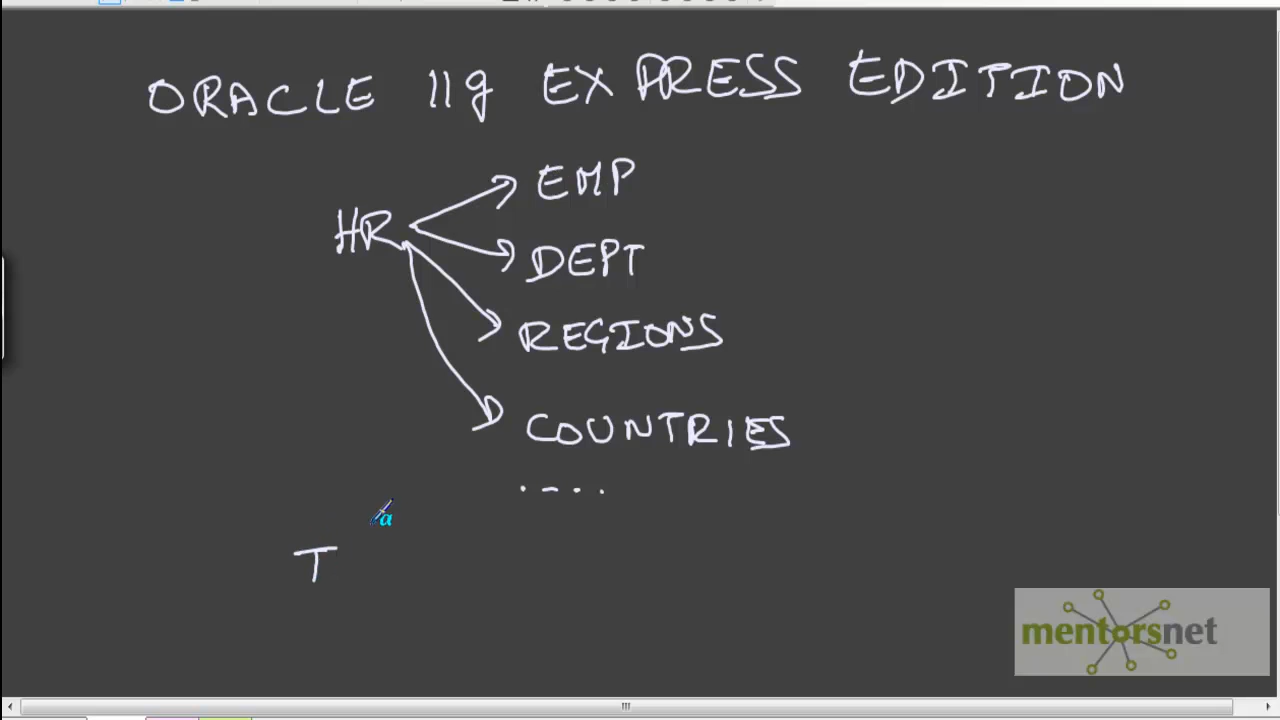 ORACLE 11g EXPRESS EDITION
HR
EMP
DEPT
REGIONS
COUNTRIES
. - . .
T
a
mentorsnet